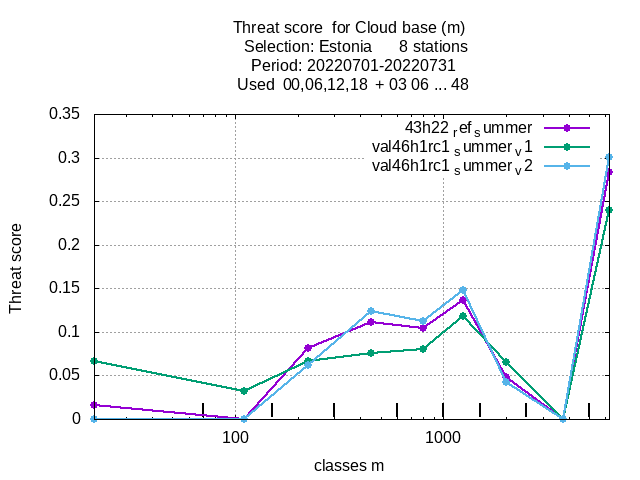 Threat score for Cloud base (m)
Selection: Estonia 8 stations
Period: 20220701-20220731
Used 00,06,12,18 + 03 06 ... 48
0.35
0.3
0.25
0.2
0.15
0.1
0.05
0
Threat score
43h22_ref_summer
val46h1rc1_summer_v1
val46h1rc1_summer_v2
100
1000
classes m